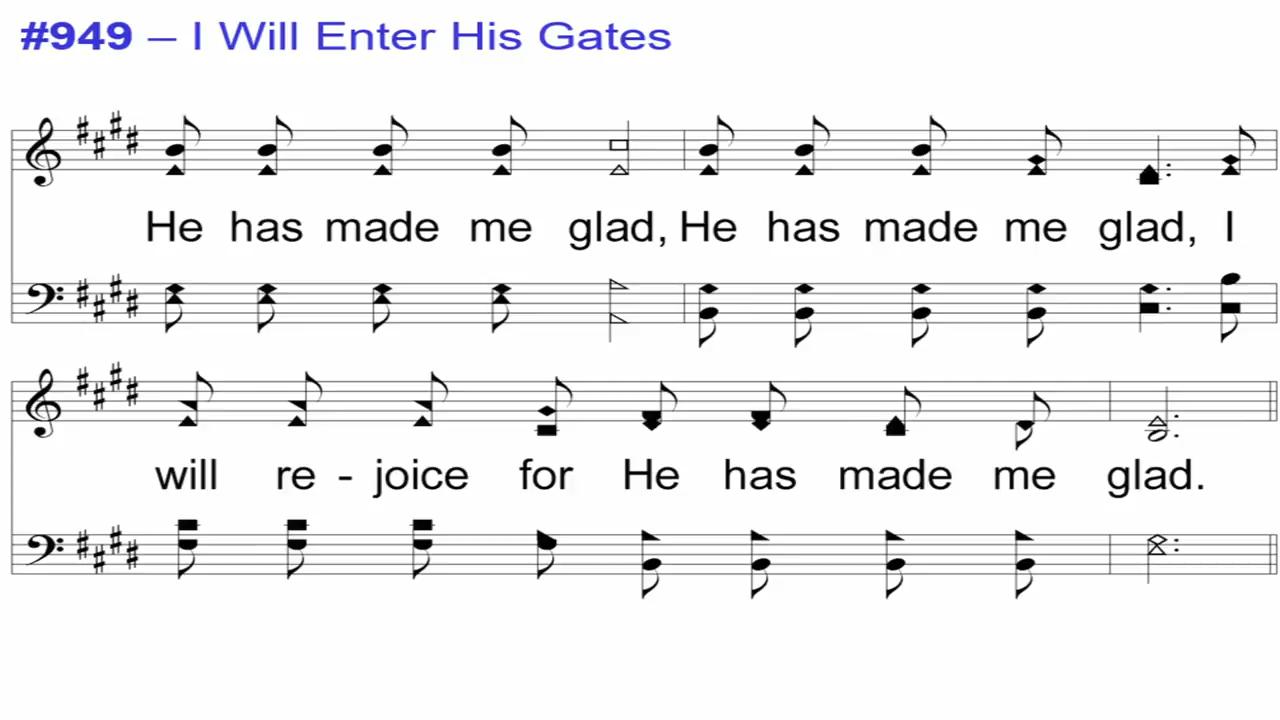 #949 – I Will Enter His Gates
He has made me glad, He has made me glad, I
will re - joice for He has made me glad.